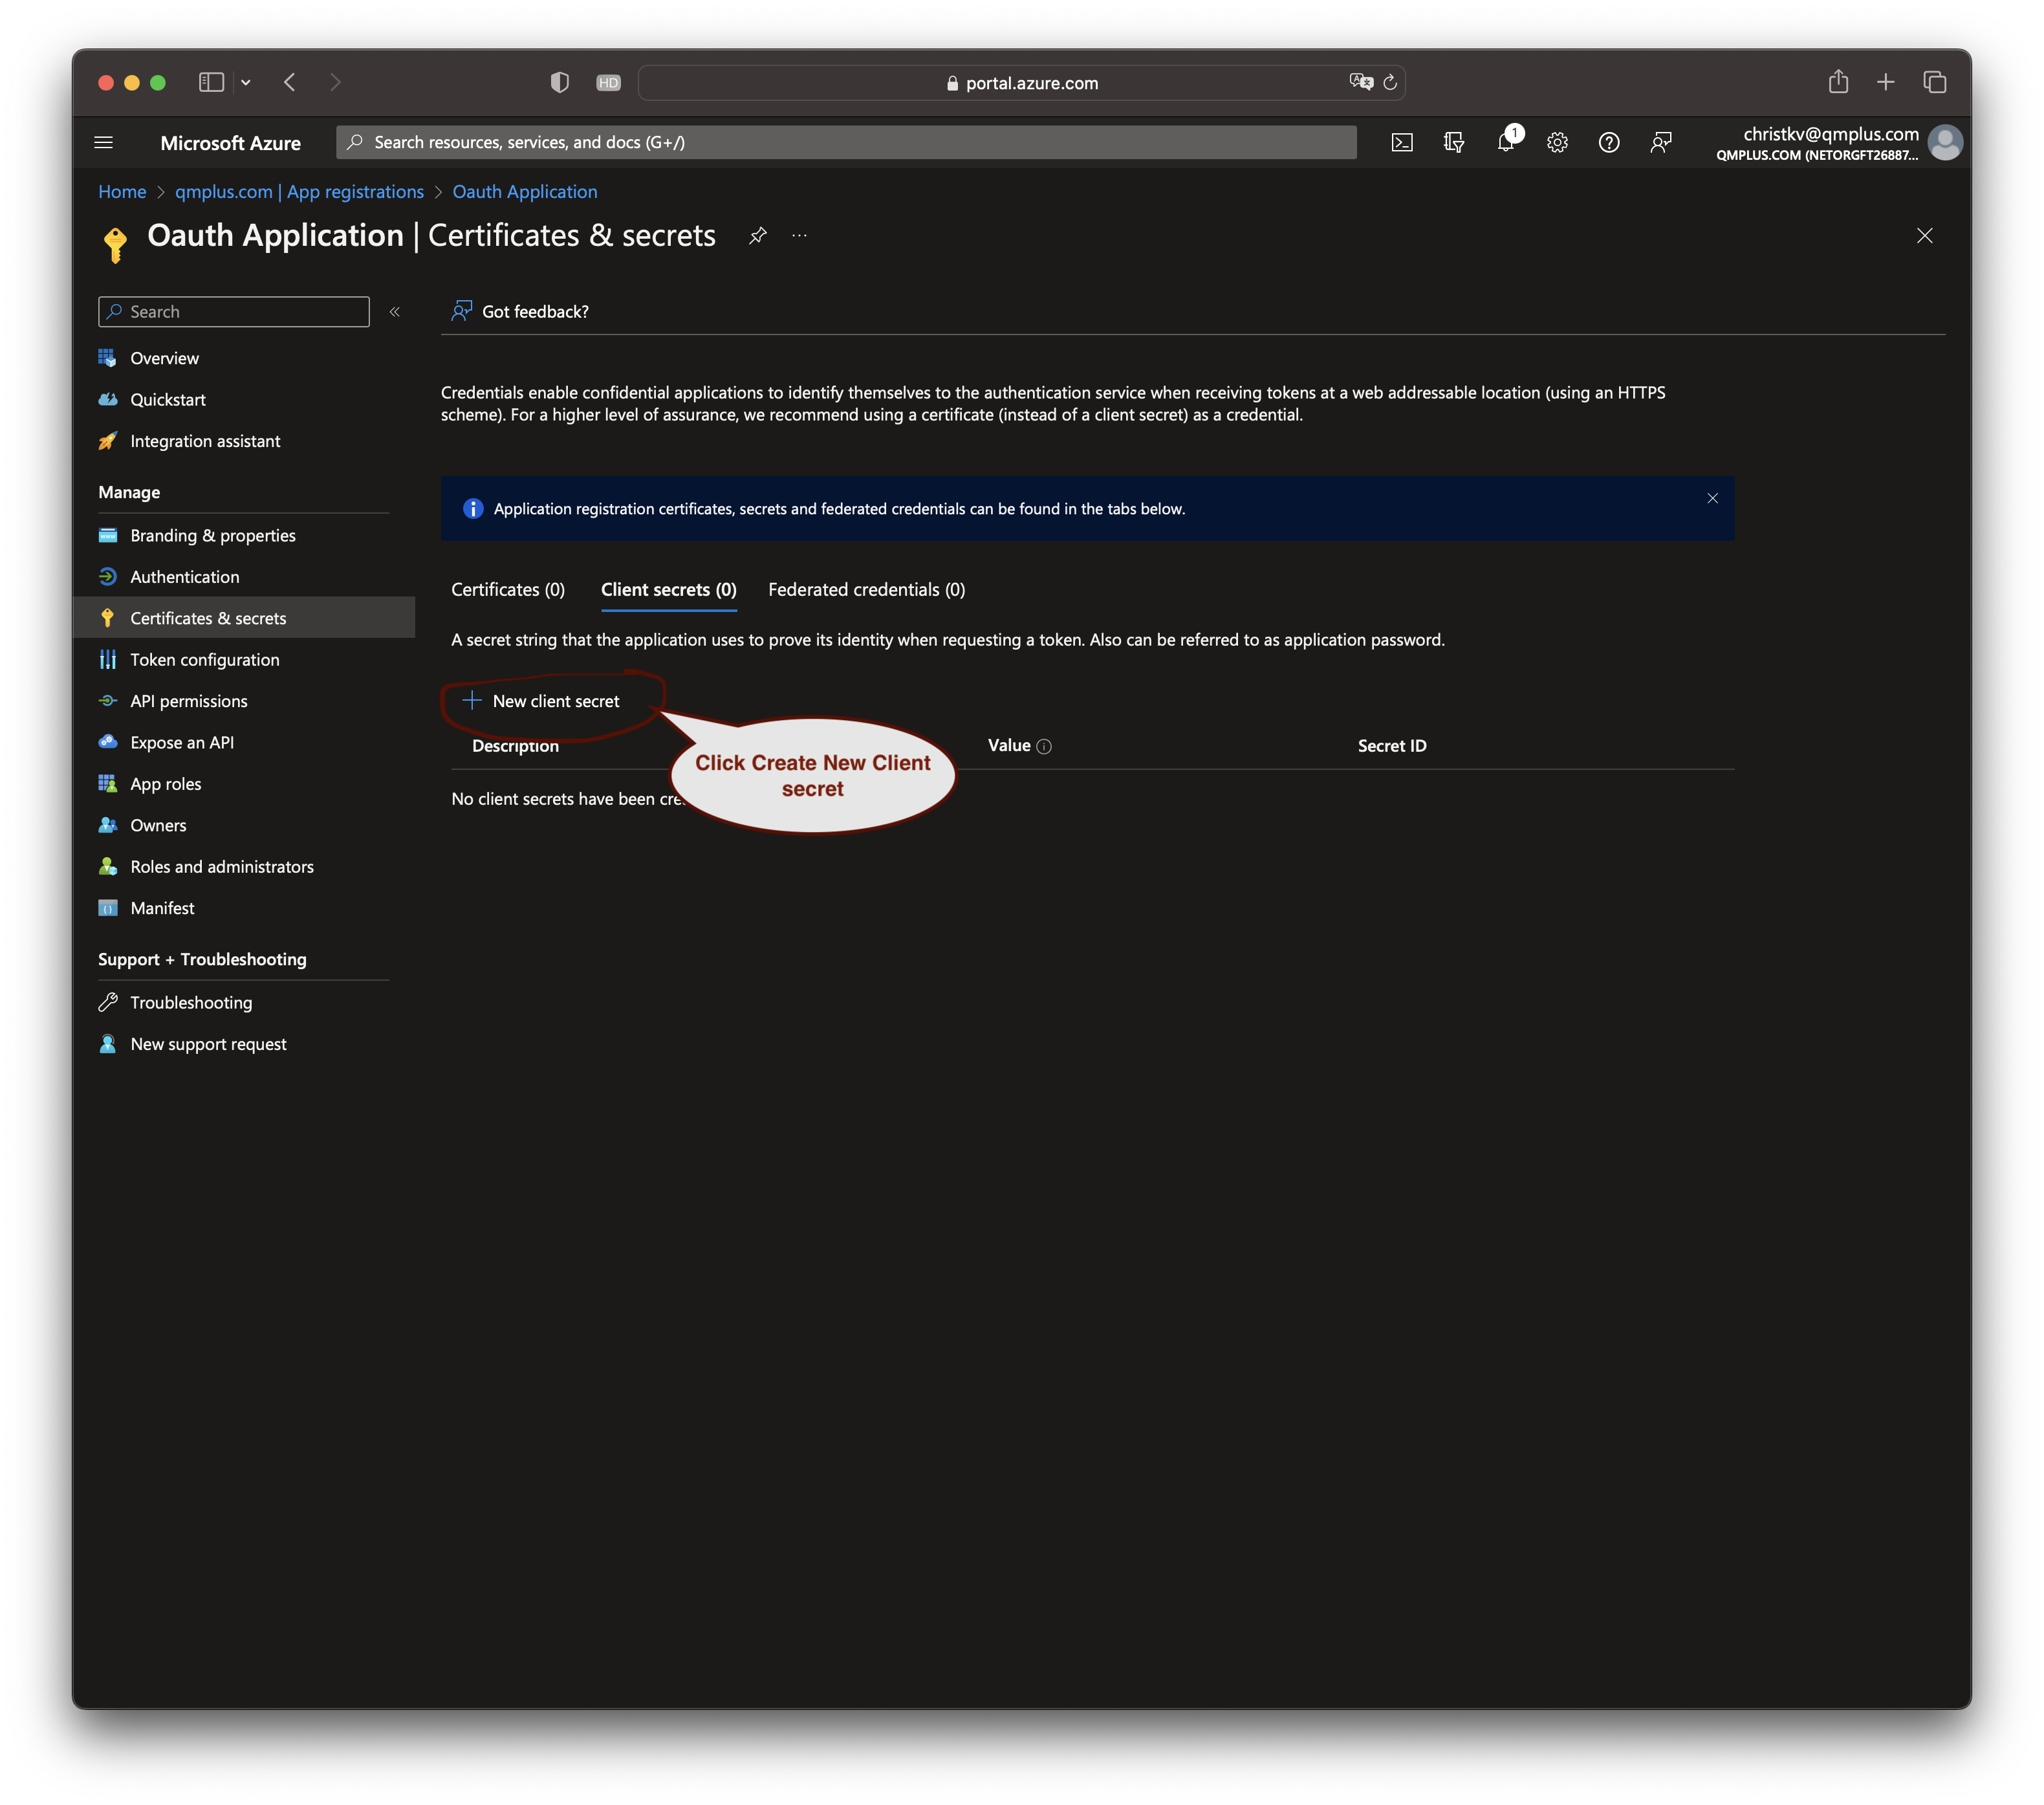 HD
portal.azure.com
Microsoft Azure
Search resources, services, and docs (G+/)
1
christkv@qmplus.com
QMPLUS.COM (NETORGFT26887...
Home > qmplus.com | App registrations > Oauth Application
Oauth Application | Certificates & secrets
...
Search
«
Got feedback?
Overview
Quickstart
Integration assistant
Manage
Branding & properties
Authentication
Certificates & secrets
Token configuration
API permissions
Expose an API
App roles
Owners
Roles and administrators
Manifest
Support + Troubleshooting
Troubleshooting
New support request
Credentials enable confidential applications to identify themselves to the authentication service when receiving tokens at a web addressable location (using an HTTPS
scheme). For a higher level of assurance, we recommend using a certificate (instead of a client secret) as a credential.
Application registration certificates, secrets and federated credentials can be found in the tabs below.
Certificates (0) Client secrets (0) Federated credentials (0)
A secret string that the application uses to prove its identity when requesting a token. Also can be referred to as application password.
New client secret
Description Value Secret ID
No client secrets have been
Click Create New Client
secret